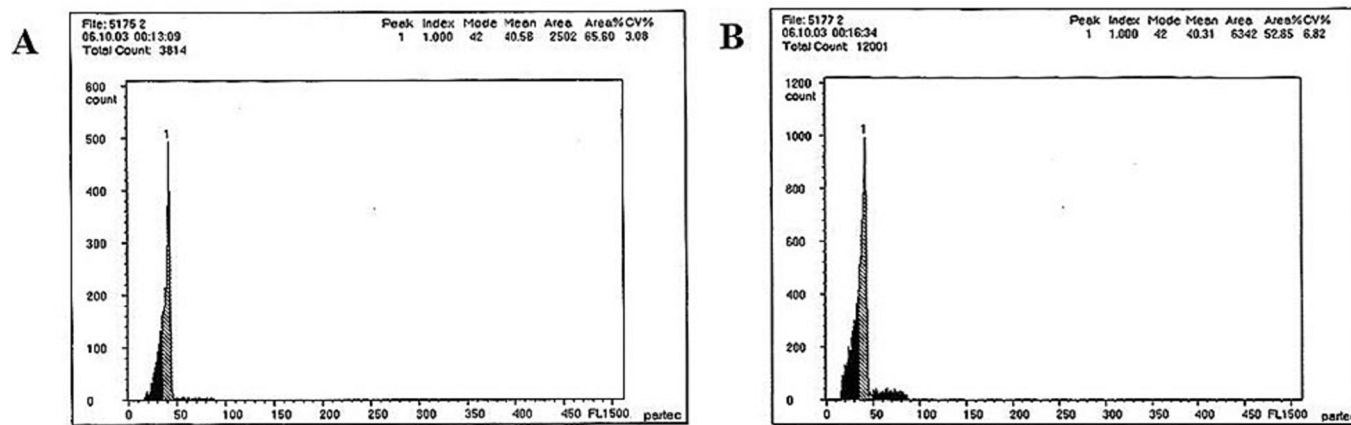 A
File: 5175 2
06.10.03 00:13:09
Total Count: 3814
Peak Index Mode Mean Area Area% CV%
1 1.000 42 40.58 2502 65.60 3.08
600
count
500
400
300
200
100
0
1
0 50 100 150 200 250 300 350 400 450 FL1 500
partec
B
File: 5177 2
06.10.03 00:16:34
Total Count: 12001
Peak Index Mode Mean Area Area% CV%
1 1.000 42 40.31 6342 52.85 6.82
1200
count
1000
800
600
400
200
0
1
0 50 100 150 200 250 300 350 400 450 FL1 500
partec